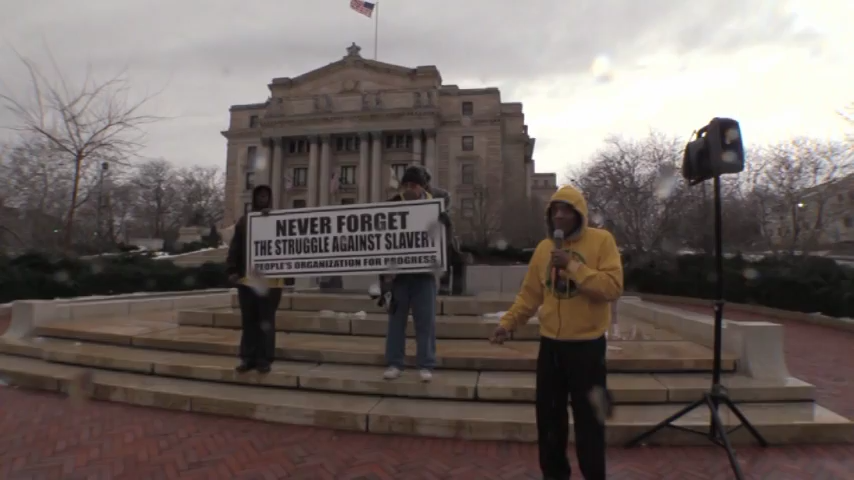 NEVER FORGET
THE STRUGGLE AGAINST SLAVERY
PEOPLE'S ORGANIZATION FOR PROGRESS